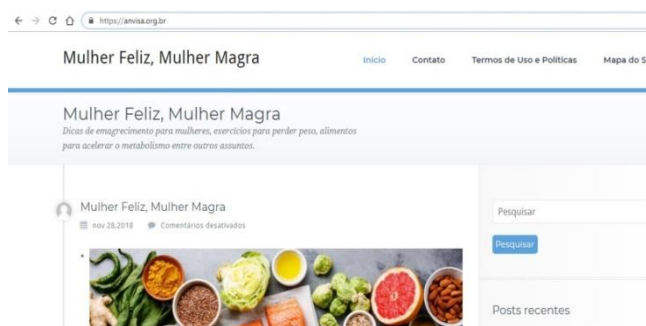 https://anvisa.org.br
Mulher Feliz, Mulher Magra
Início Contato Termos de Uso e Políticas Mapa do S
Mulher Feliz, Mulher Magra
Dicas de emagrecimento para mulheres, exercícios para perder peso, alimentos
para acelerar o metabolismo entre outros assuntos.
Mulher Feliz, Mulher Magra
nov 28,2018 Comentários desativados
Pesquisar
Pesquisar
Posts recentes